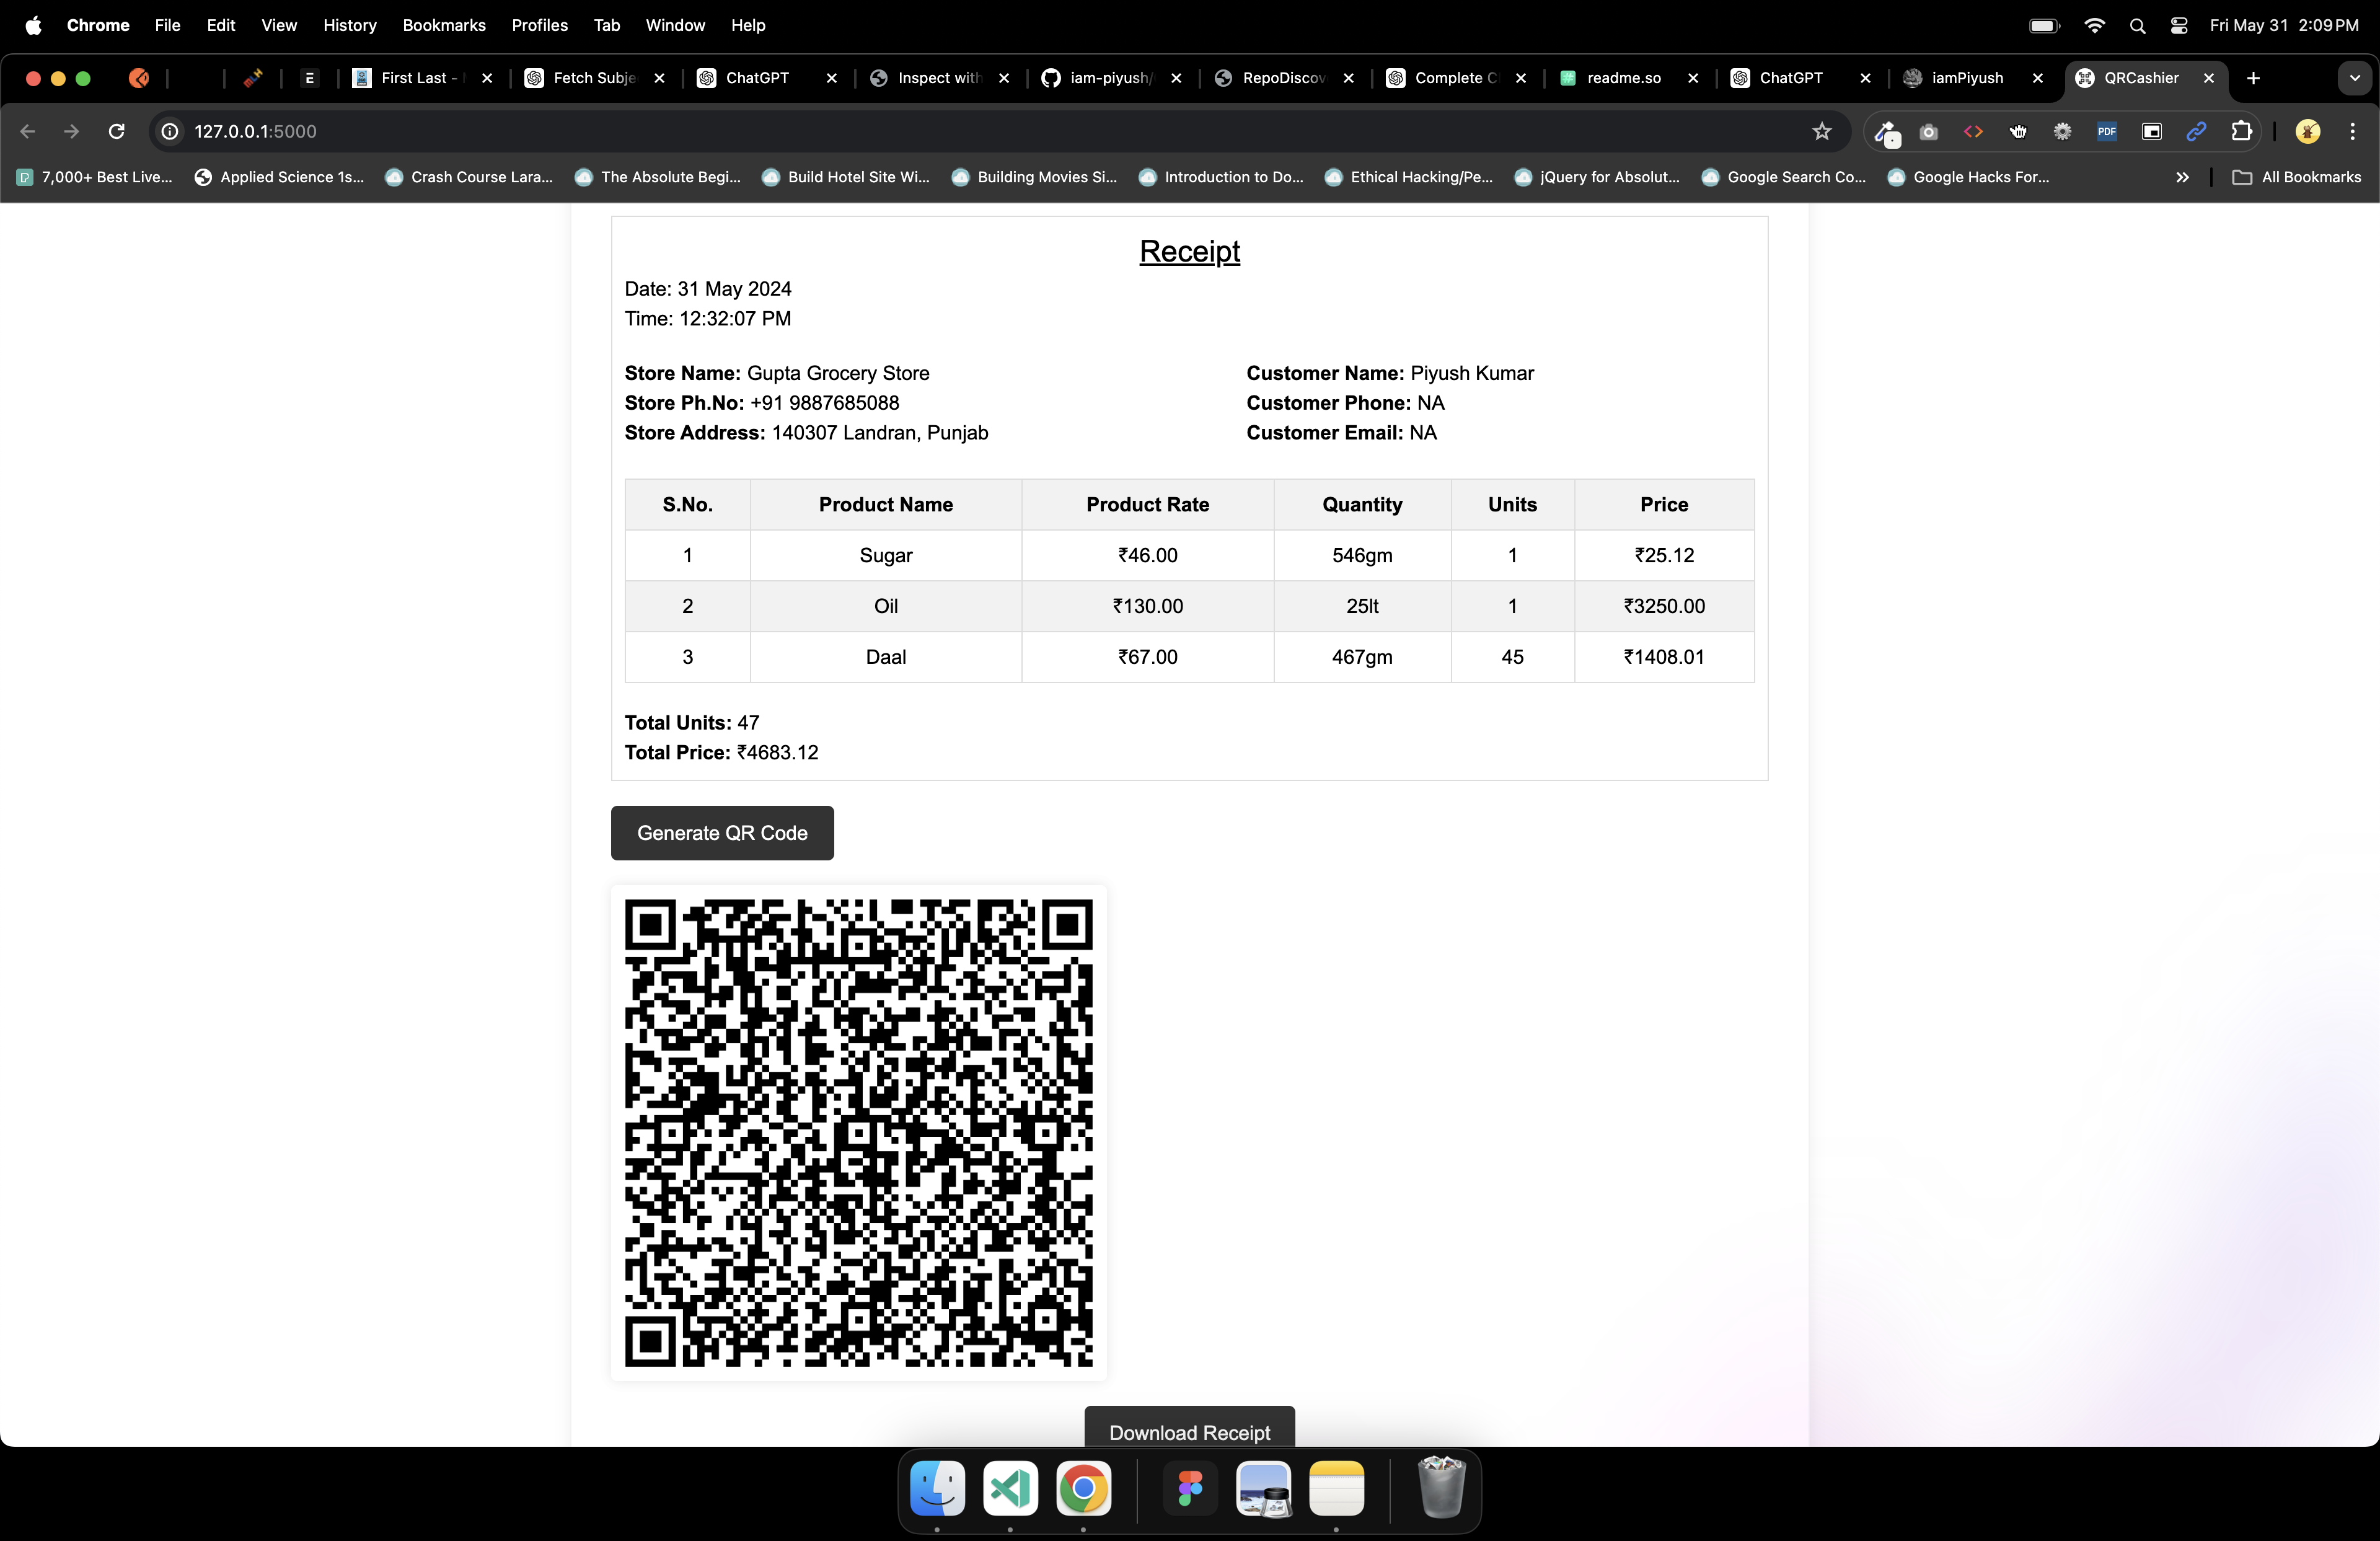 Chrome File Edit View History Bookmarks Profiles Tab Window Help Fri May 31 2:09 PM
First Last - Fetch Subje ChatGPT Inspect with iam-piyush/ RepoDiscov Complete C readme.so ChatGPT iamPiyush QRCashier
127.0.0.1:5000 PDF
7,000+ Best Live... Applied Science 1s... Crash Course Lara... The Absolute Begi... Build Hotel Site Wi... Building Movies Si... Introduction to Do... Ethical Hacking/Pe... jQuery for Absolut... Google Search Co... Google Hacks For... All Bookmarks
Receipt
Date: 31 May 2024
Time: 12:32:07 PM
Store Name: Gupta Grocery Store Customer Name: Piyush Kumar
Store Ph.No: +91 9887685088 Customer Phone: NA
Store Address: 140307 Landran, Punjab Customer Email: NA
S.No. Product Name Product Rate Quantity Units Price
1 Sugar ₹46.00 546gm 1 ₹25.12
2 Oil ₹130.00 25lt 1 ₹3250.00
3 Daal ₹67.00 467gm 45 ₹1408.01
Total Units: 47
Total Price: ₹4683.12
Generate QR Code
Download Receipt